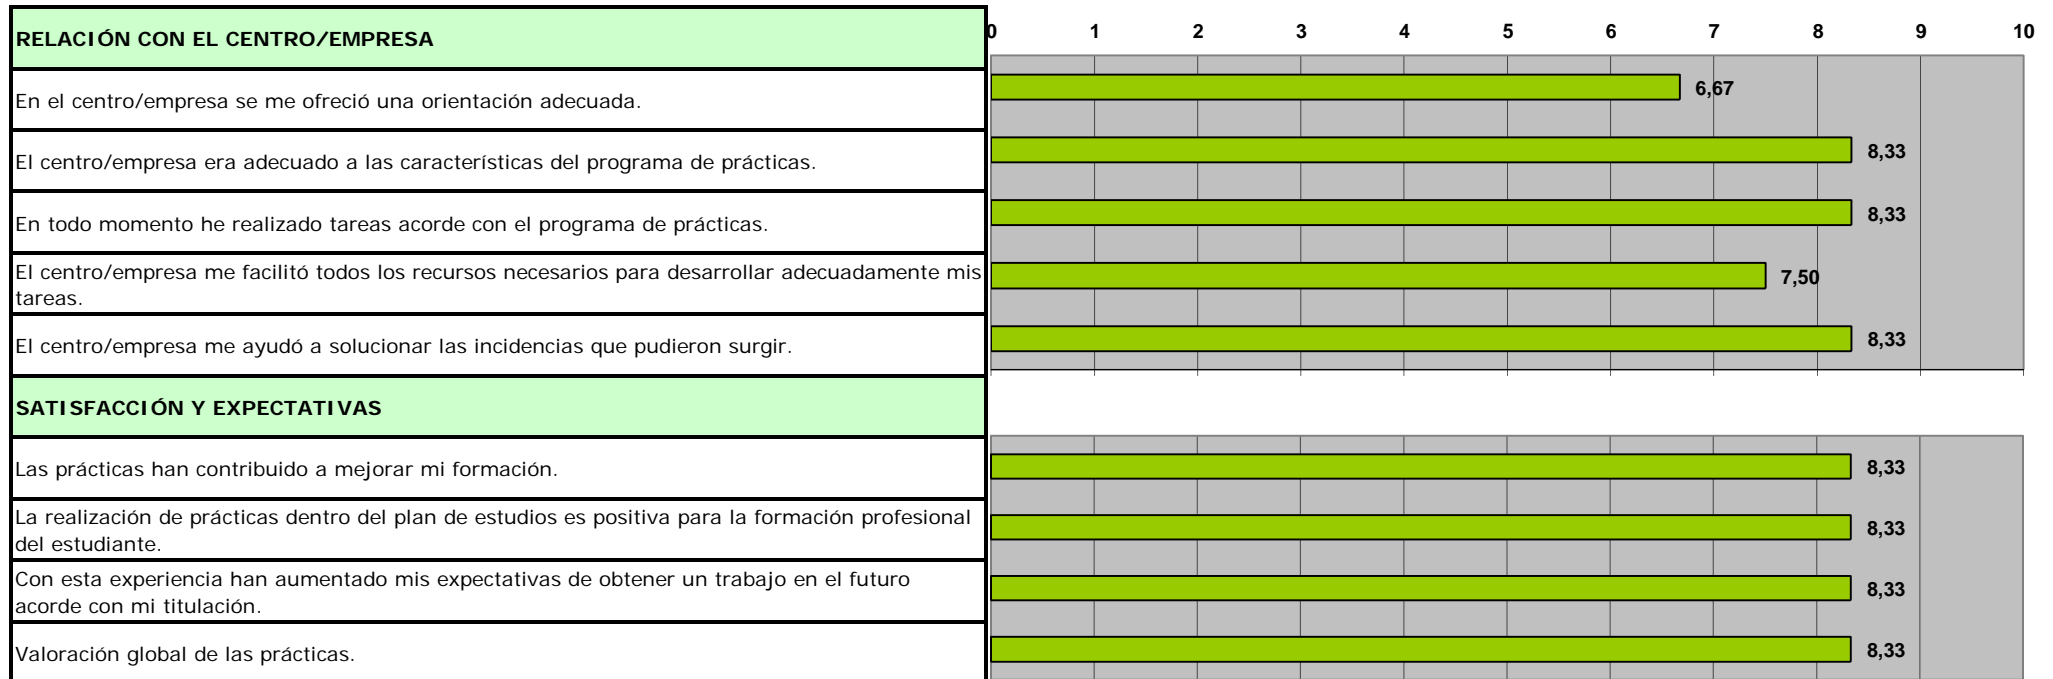 RELACIÓN CON EL CENTRO/EMPRESA
0 1 2 3 4 5 6 7 8 9 10
En el centro/empresa se me ofreció una orientación adecuada.
6,67
El centro/empresa era adecuado a las características del programa de prácticas.
8,33
En todo momento he realizado tareas acorde con el programa de prácticas.
8,33
El centro/empresa me facilitó todos los recursos necesarios para desarrollar adecuadamente mis
tareas.
7,50
El centro/empresa me ayudó a solucionar las incidencias que pudieron surgir.
8,33
SATISFACCIÓN Y EXPECTATIVAS
Las prácticas han contribuido a mejorar mi formación.
8,33
La realización de prácticas dentro del plan de estudios es positiva para la formación profesional
del estudiante.
8,33
Con esta experiencia han aumentado mis expectativas de obtener un trabajo en el futuro
acorde con mi titulación.
8,33
Valoración global de las prácticas.
8,33